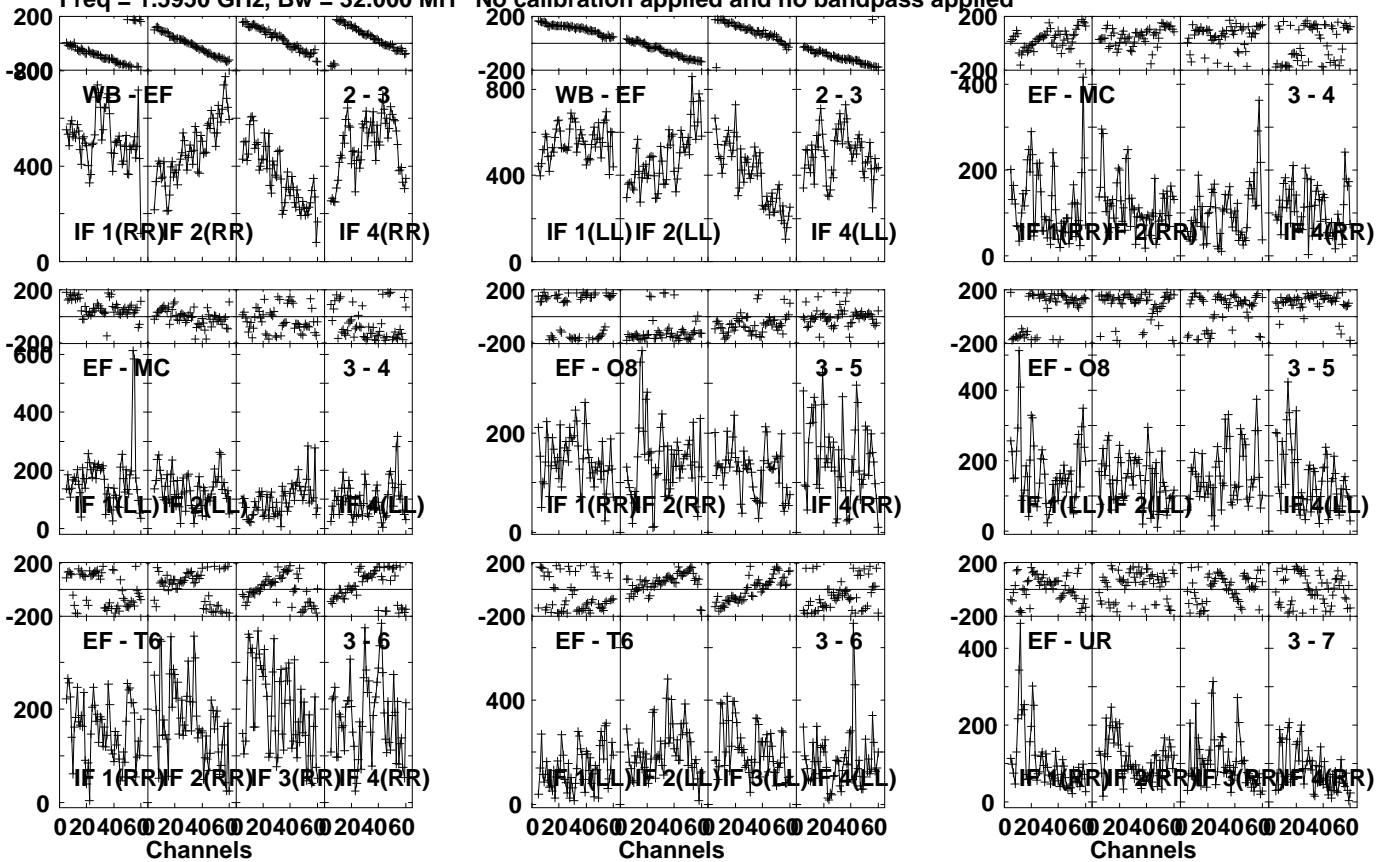 Freq = 1.5950 GHz, Bw = 32.000 MH No calibration applied and no bandpass applied
200 200 200
-200 -200 -200
800 800
WB - EF 2 - 3 WB - EF 2 - 3 EF - MC 3 - 4
400 400 400
200
IF 1(RR) IF 2(RR) IF 4(RR) IF 1(LL) IF 2(LL) IF 4(LL) IF 1(RR) IF 2(RR) IF 4(RR)
0 0 0
200 200 200
-200 -200 -200
600
EF - MC 3 - 4 EF - O8 3 - 5 EF - O8 3 - 5
400 400
200 200 200
IF 1(LL) IF 2(LL) IF 4(LL) IF 1(RR) IF 2(RR) IF 4(RR) IF 1(LL) IF 2(LL) IF 4(LL)
0 0 0
200 200 200
-200 -200 -200
EF - T6 3 - 6 EF - T6 3 - 6 EF - UR 3 - 7
400 400
200 200
IF 1(RR) IF 2(RR) IF 3(RR) IF 4(RR) IF 1(LL) IF 2(LL) IF 3(LL) IF 4(LL) IF 1(RR) IF 2(RR) IF 3(RR) IF 4(RR)
0 0 0
0 20 40 60 0 20 40 60 0 20 40 60 0 20 40 60 0 20 40 60 0 20 40 60 0 20 40 60 0 20 40 60 0 20 40 60 0 20 40 60 0 20 40 60 0 20 40 60
Channels Channels Channels